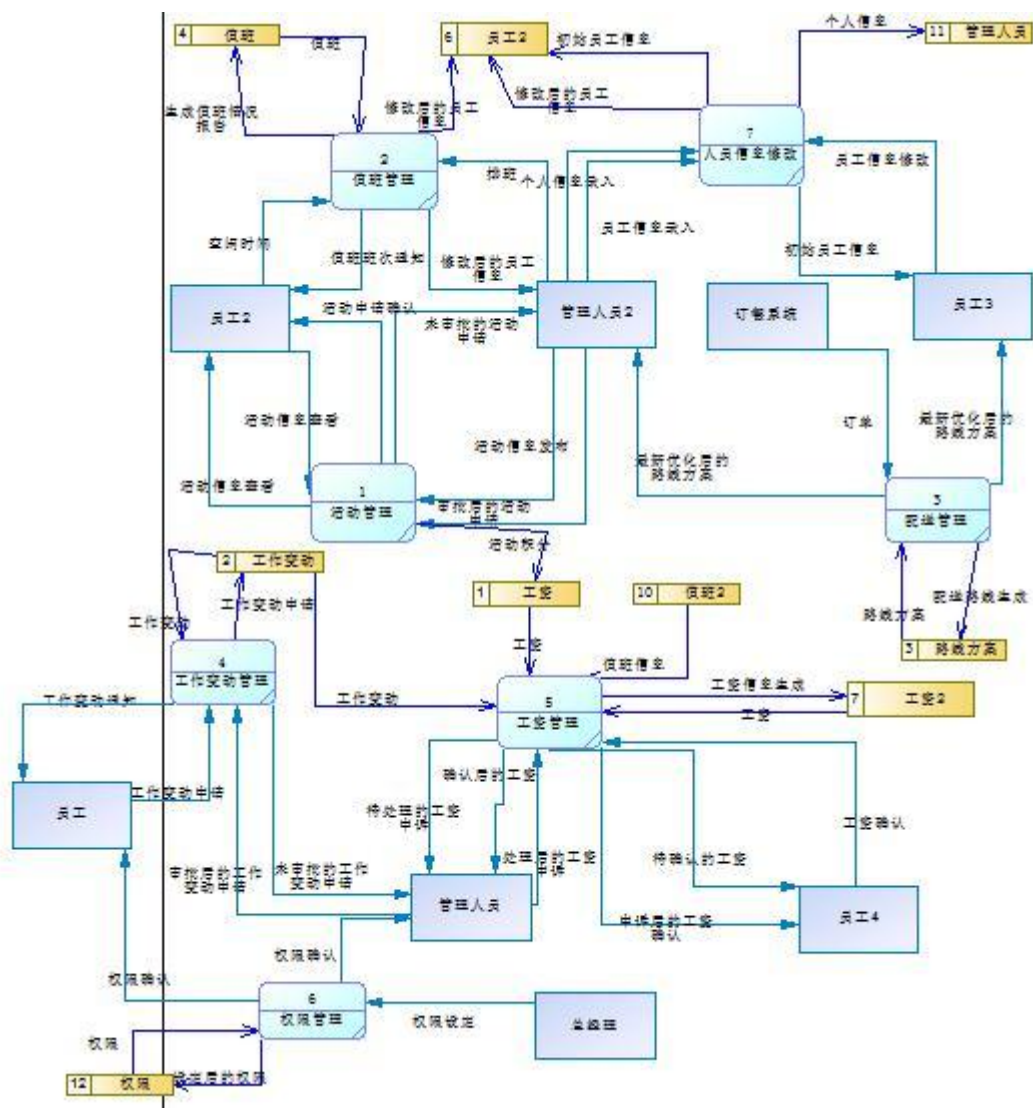 4 值班
值班
6 员工2
初始员工信息
个人信息
11 管理人员
生成值班情况
报告
修改后的员工
信息
修改后的员工
信息
2
值班管理
7
人员信息修改
排班
个人信息录入
员工信息修改
空闲时间
值班班次通知
修改后的员工
信息
员工信息录入
初始员工信息
员工2
活动申请确认
未审批的活动
申请
管理人员2
订餐系统
员工3
活动信息查看
活动信息发布
订单
最新优化后的
路线方案
最新优化后的
路线方案
活动信息查看
1
活动管理
审批后的活动
申请
3
配送管理
活动积分
2 工作变动
工作变动申请
1 工资
10 值班2
路线方案
配送路线生成
工作变动
工资
值班信息
3 路线方案
4
工作变动管理
工作变动通知
工作变动
5
工资管理
工资信息生成
工资
7 工资2
员工
工作变动申请
待处理的工资
申诉
确认后的工资
工资确认
审批后的工作
变动申请
未审批的工作
变动申请
处理后的工资
申诉
待确认的工资
管理人员
申诉后的工资
确认
员工4
权限确认
权限确认
6
权限管理
权限设定
总经理
权限
设定后的权限
12 权限